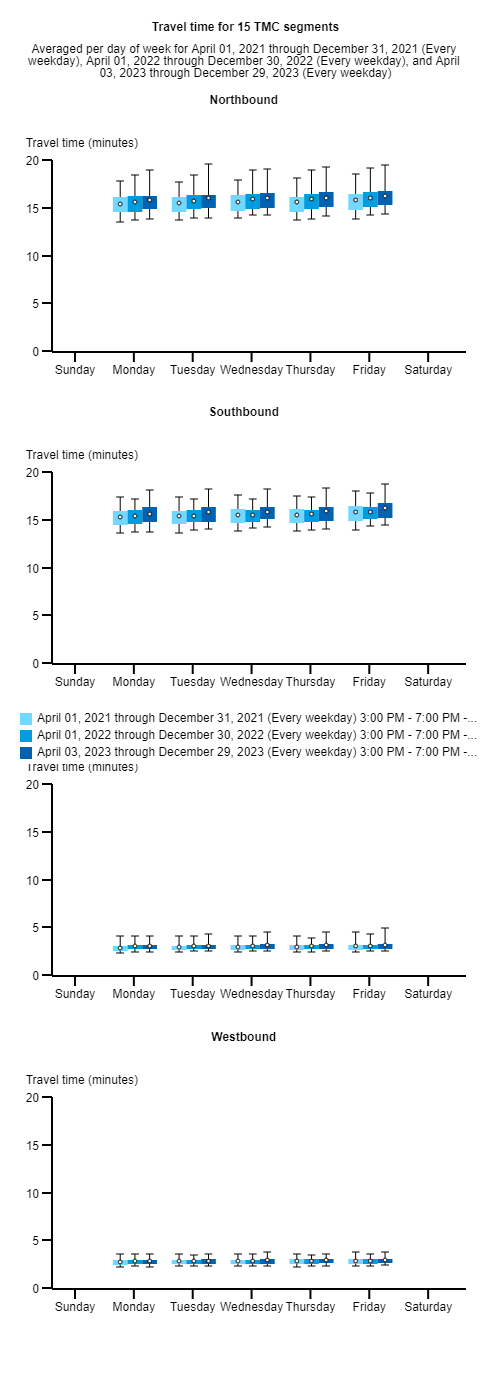 Travel time for 15 TMC segments
Averaged per day of week for April 01, 2021 through December 31, 2021 (Every
weekday), April 01, 2022 through December 30, 2022 (Every weekday), and April
03, 2023 through December 29, 2023 (Every weekday)
Northbound
Travel time (minutes)
20
15
10
5
0
Sunday Monday Tuesday Wednesday Thursday Friday Saturday
Southbound
Travel time (minutes)
20
15
10
5
0
Sunday Monday Tuesday Wednesday Thursday Friday Saturday
April 01, 2021 through December 31, 2021 (Every weekday) 3:00 PM - 7:00 PM -...
April 01, 2022 through December 30, 2022 (Every weekday) 3:00 PM - 7:00 PM -...
April 03, 2023 through December 29, 2023 (Every weekday) 3:00 PM - 7:00 PM -...
Travel time (minutes)
20
15
10
5
0
Sunday Monday Tuesday Wednesday Thursday Friday Saturday
Westbound
Travel time (minutes)
20
15
10
5
0
Sunday Monday Tuesday Wednesday Thursday Friday Saturday